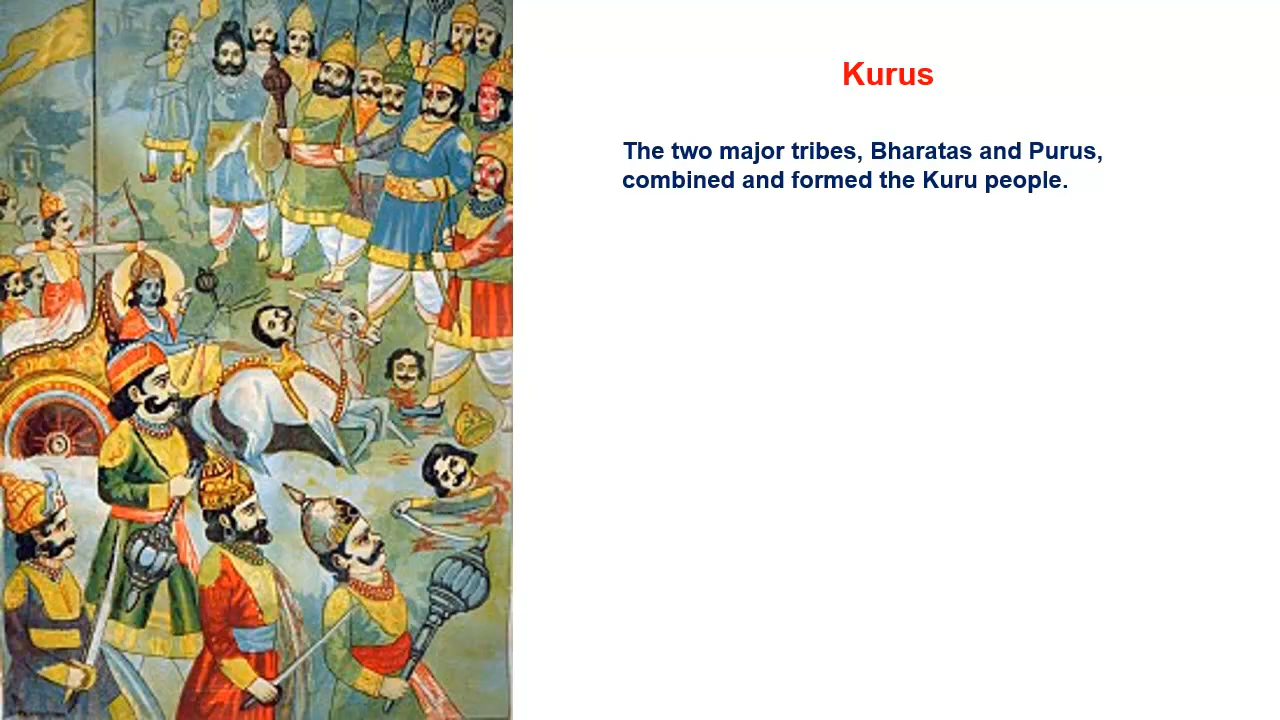 Kurus
The two major tribes, Bharatas and Purus,
combined and formed the Kuru people.